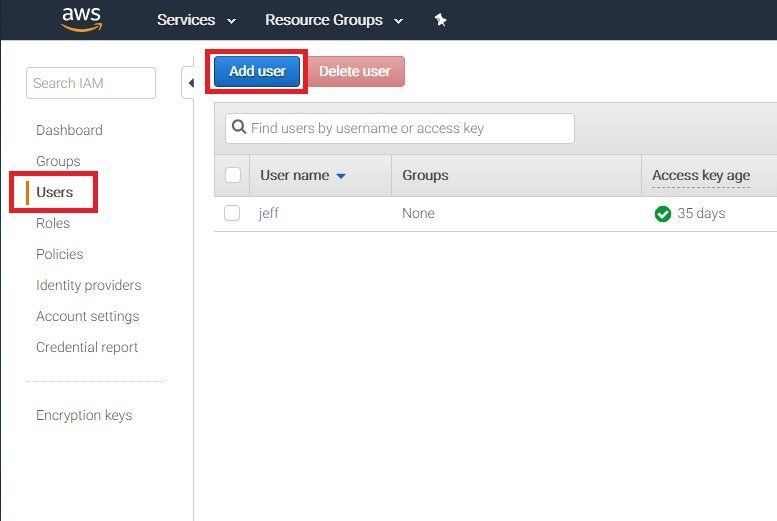 aws Services Resource Groups
Add user Delete user
Search IAM
Dashboard
Groups
Users
Roles
Policies
Identity providers
Account settings
Credential report
Encryption keys
Find users by username or access key
User name Groups Access key age
jeff None 35 days